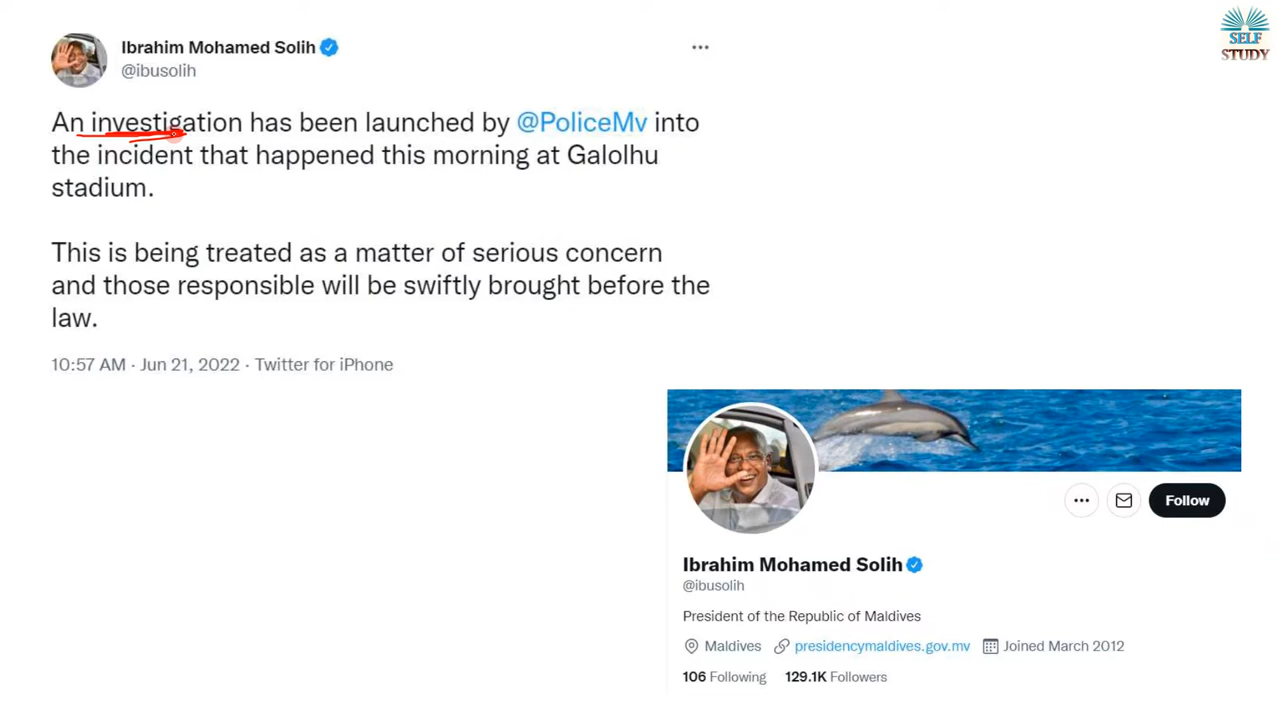 SELF
STUDY
Ibrahim Mohamed Solih
@ibusolih
An investigation has been launched by @PoliceMv into
the incident that happened this morning at Galolhu
stadium.
This is being treated as a matter of serious concern
and those responsible will be swiftly brought before the
law.
10:57 AM · Jun 21, 2022 · Twitter for iPhone
Follow
Ibrahim Mohamed Solih
@ibusolih
President of the Republic of Maldives
Maldives presidencymaldives.gov.mv Joined March 2012
106 Following 129.1K Followers